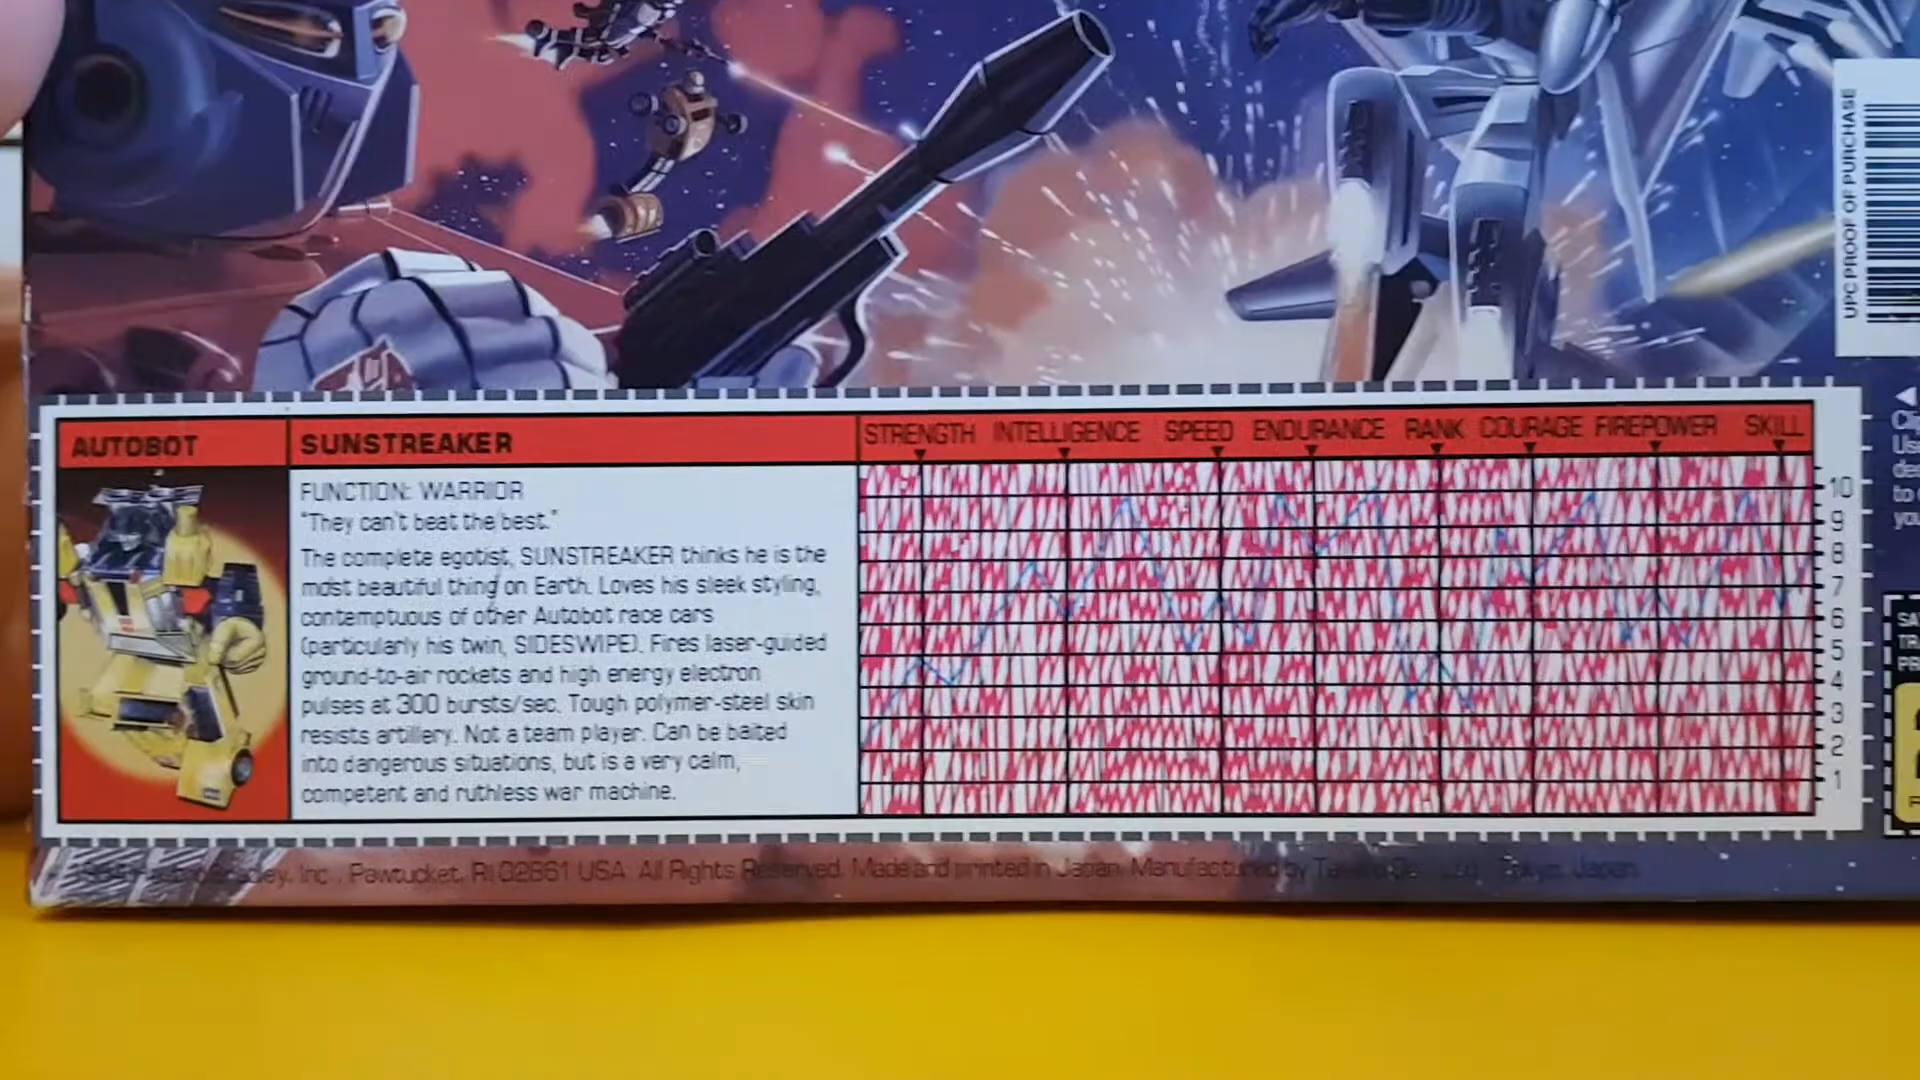 UPC PROOF OF PURCHASE
AUTOBOT
SUNSTREAKER
STRENGTH INTELLIGENCE SPEED ENDURANCE RANK COURAGE FIREPOWER SKILL
FUNCTION: WARRIOR
"They can't beat the best."
The complete egotist, SUNSTREAKER thinks he is the
most beautiful thing on Earth. Loves his sleek styling,
contemptuous of other Autobot race cars
(particularly his twin, SIDESWIPE). Fires laser-guided
ground-to-air rockets and high energy electron
pulses at 300 bursts/sec. Tough polymer-steel skin
resists artillery. Not a team player. Can be baited
into dangerous situations, but is a very calm,
competent and ruthless war machine.
10
9
8
7
6
5
4
3
2
1
Inc., Pawtucket, RI 02861 USA. All Rights Reserved. Made and printed in Japan. Manufactured by Tokyo, Japan.